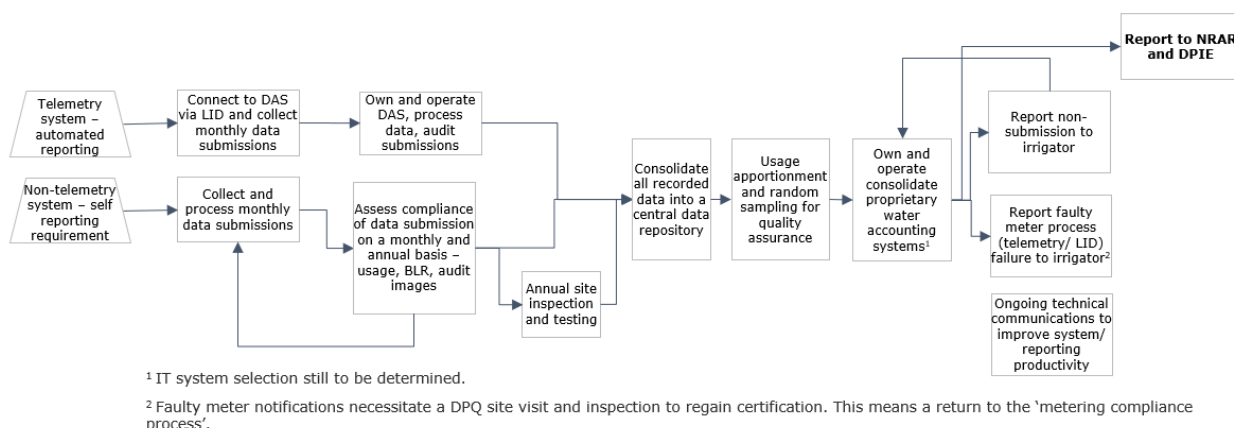 Report to NRAR
and DPIE
Telemetry
system –
automated
reporting
Connect to DAS
via LID and collect
monthly data
submissions
Own and operate
DAS, process
data, audit
submissions
Report non-
submission to
irrigator
Non-telemetry
system – self
reporting
requirement
Collect and
process monthly
data submissions
Assess compliance
of data submission
on a monthly and
annual basis –
usage, BLR, audit
images
Annual site
inspection
and testing
Consolidate
all recorded
data into a
central data
repository
Usage
apportionment
and random
sampling for
quality
assurance
Own and
operate
consolidate
proprietary
water
accounting
systems¹
Report faulty
meter process
(telemetry/ LID)
failure to irrigator²
Ongoing technical
communications to
improve system/
reporting
productivity
¹ IT system selection still to be determined.
² Faulty meter notifications necessitate a DPQ site visit and inspection to regain certification. This means a return to the ‘metering compliance
process’.